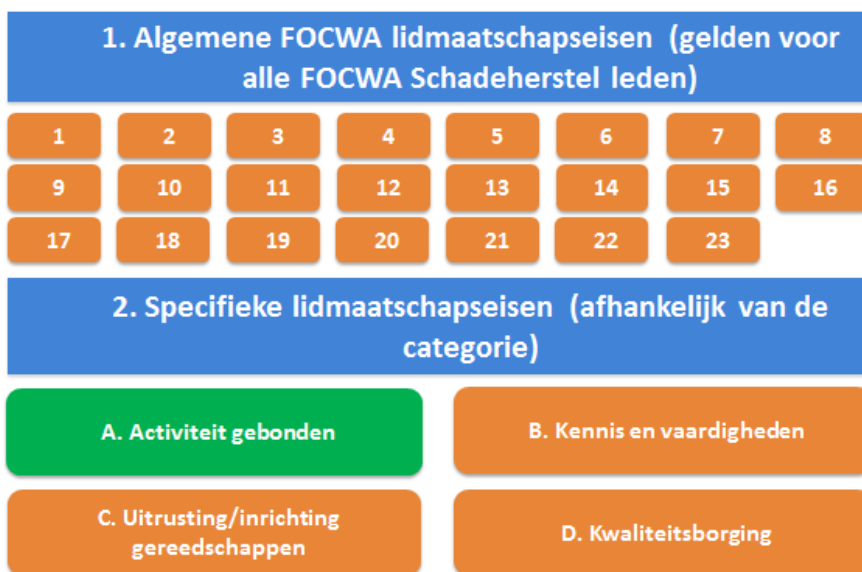 1. Algemene FOCWA lidmaatschapseisen (gelden voor
alle FOCWA Schadeherstel leden)
1 2 3 4 5 6 7 8
9 10 11 12 13 14 15 16
17 18 19 20 21 22 23
2. Specifieke lidmaatschapseisen (afhankelijk van de
categorie)
A. Activiteit gebonden
B. Kennis en vaardigheden
C. Uitrusting/inrichting
gereedschappen
D. Kwaliteitsborging